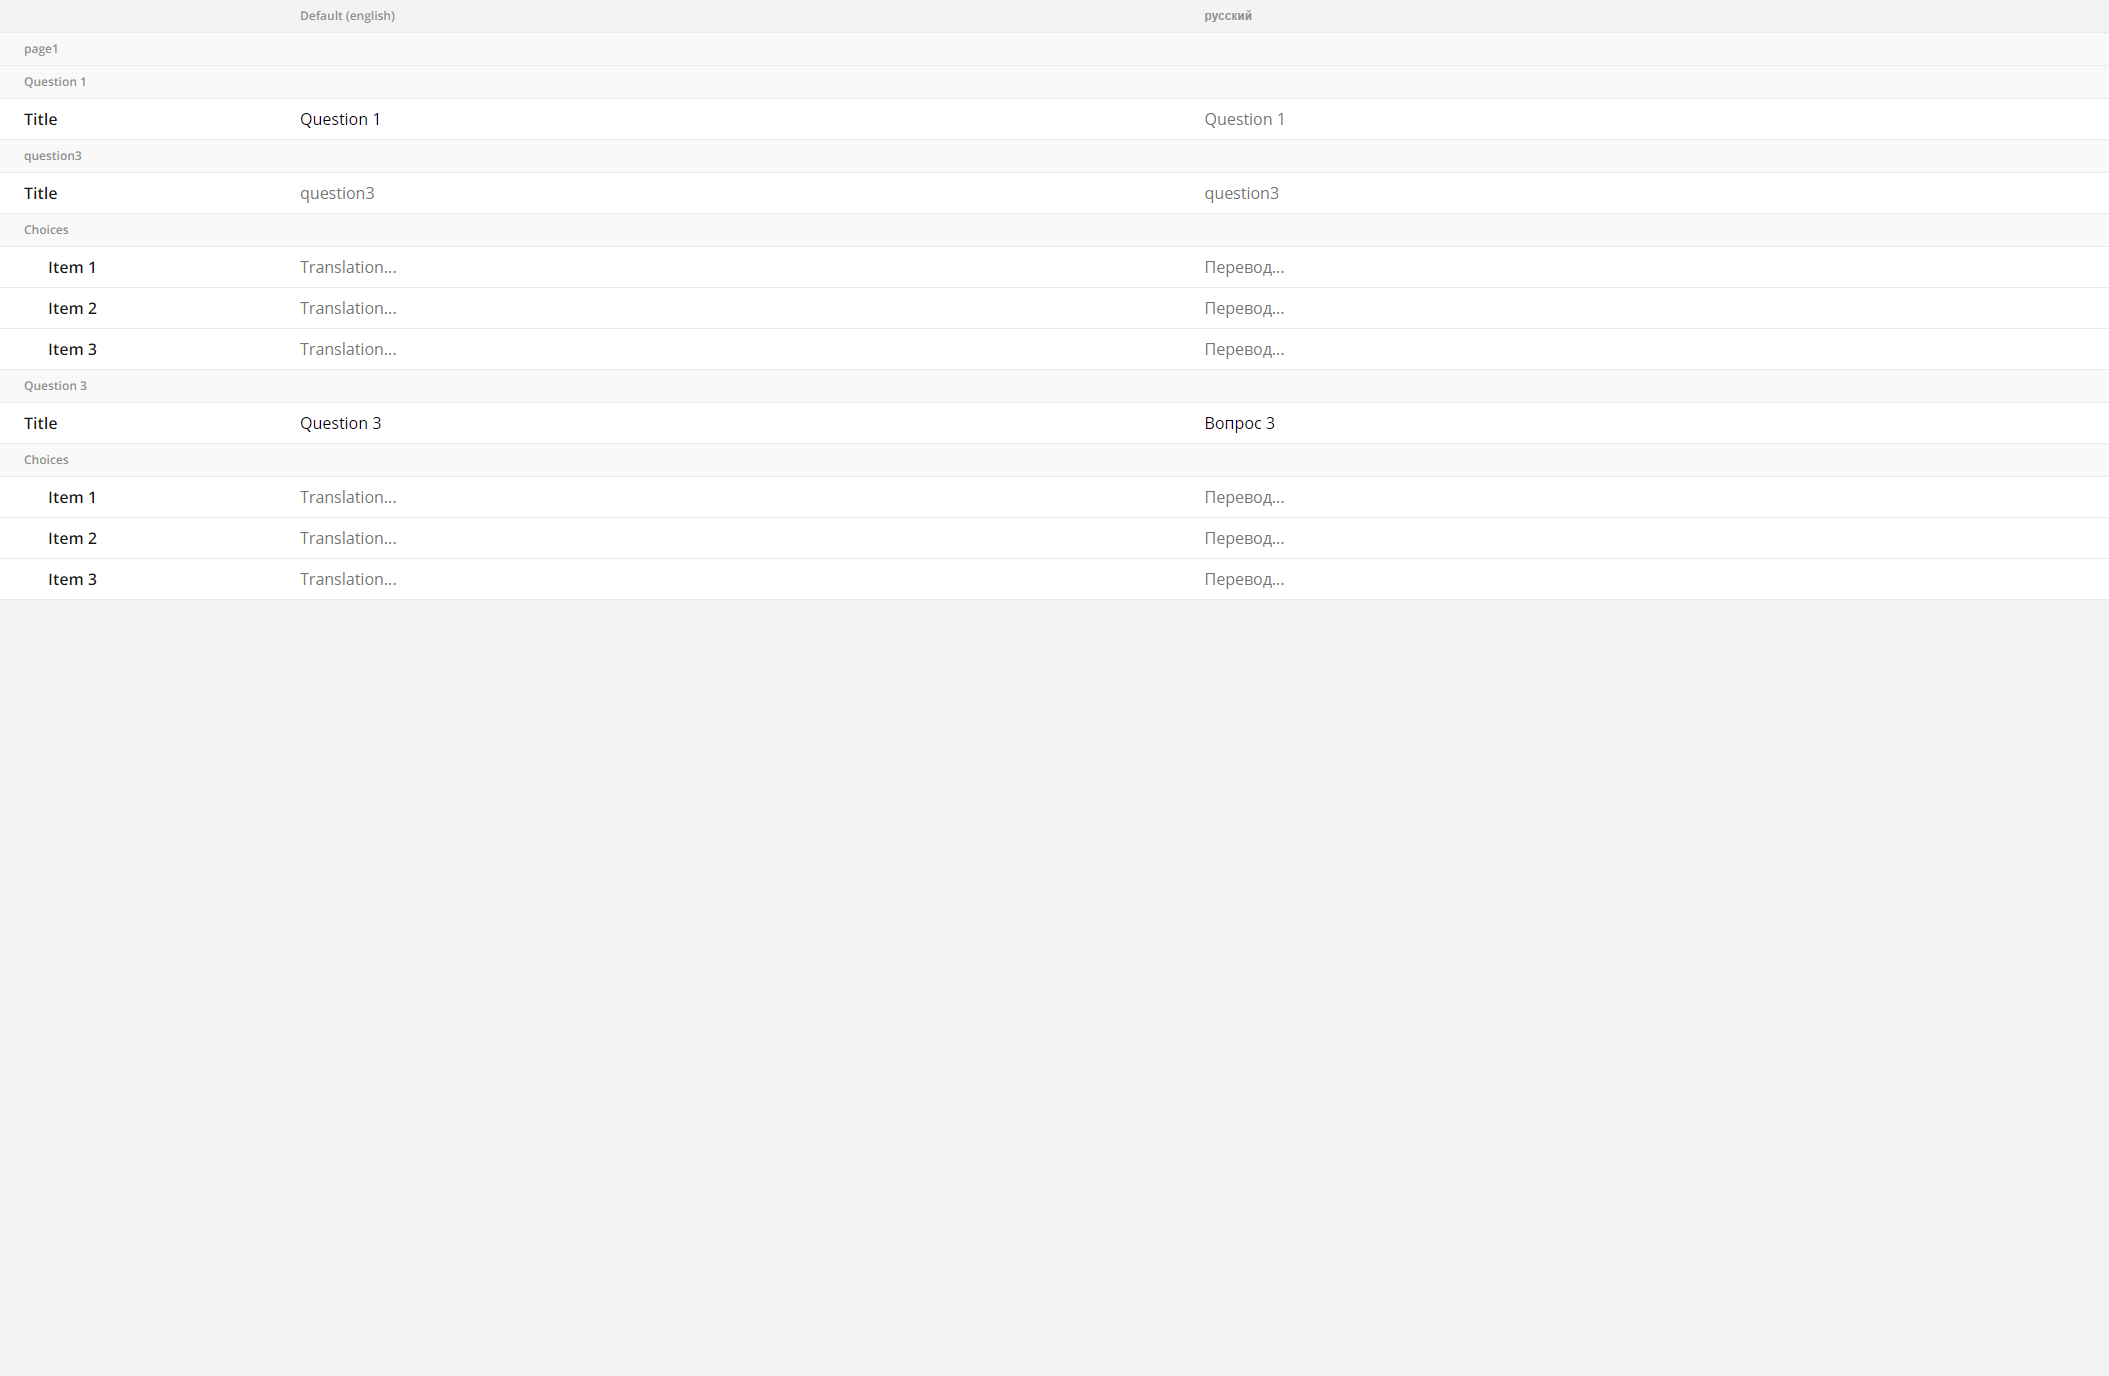 Default (english) русский
page1
Question 1
Title Question 1 Question 1
question3
Title question3 question3
Choices
Item 1 Translation... Перевод...
Item 2 Translation... Перевод...
Item 3 Translation... Перевод...
Question 3
Title Question 3 Вопрос 3
Choices
Item 1 Translation... Перевод...
Item 2 Translation... Перевод...
Item 3 Translation... Перевод...